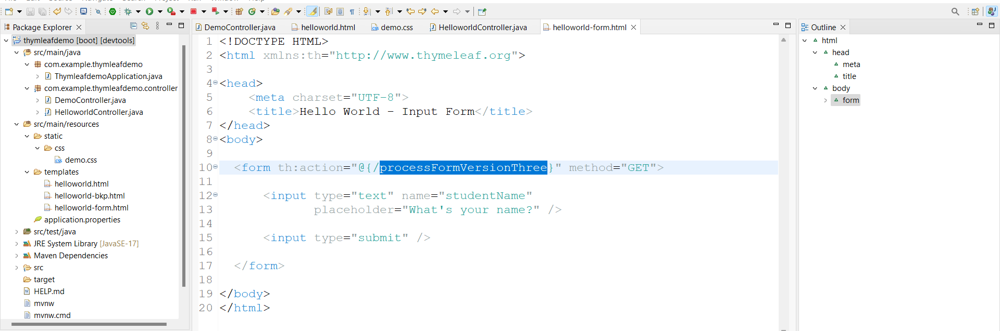 Package Explorer
thymleafdemo [boot] [devtools]
src/main/java
com.example.thymleafdemo
ThymleafdemoApplication.java
com.example.thymleafdemo.controller
DemoController.java
HelloworldController.java
src/main/resources
static
css
demo.css
templates
helloworld.html
helloworld-bkp.html
helloworld-form.html
application.properties
src/test/java
JRE System Library [JavaSE-17]
Maven Dependencies
src
target
HELP.md
mvnw
mvnw.cmd
DemoController.java helloworld.html demo.css HelloworldController.java helloworld-form.html
1 <!DOCTYPE HTML>
2 <html xmlns:th="http://www.thymeleaf.org">
3
4 <head>
5 <meta charset="UTF-8">
6 <title>Hello World - Input Form</title>
7 </head>
8 <body>
9
10 <form th:action="@{/processFormVersionThree}" method="GET">
11
12 <input type="text" name="studentName"
13 placeholder="What's your name?" />
14
15 <input type="submit" />
16
17 </form>
18
19 </body>
20 </html>
Outline
html
head
meta
title
body
form